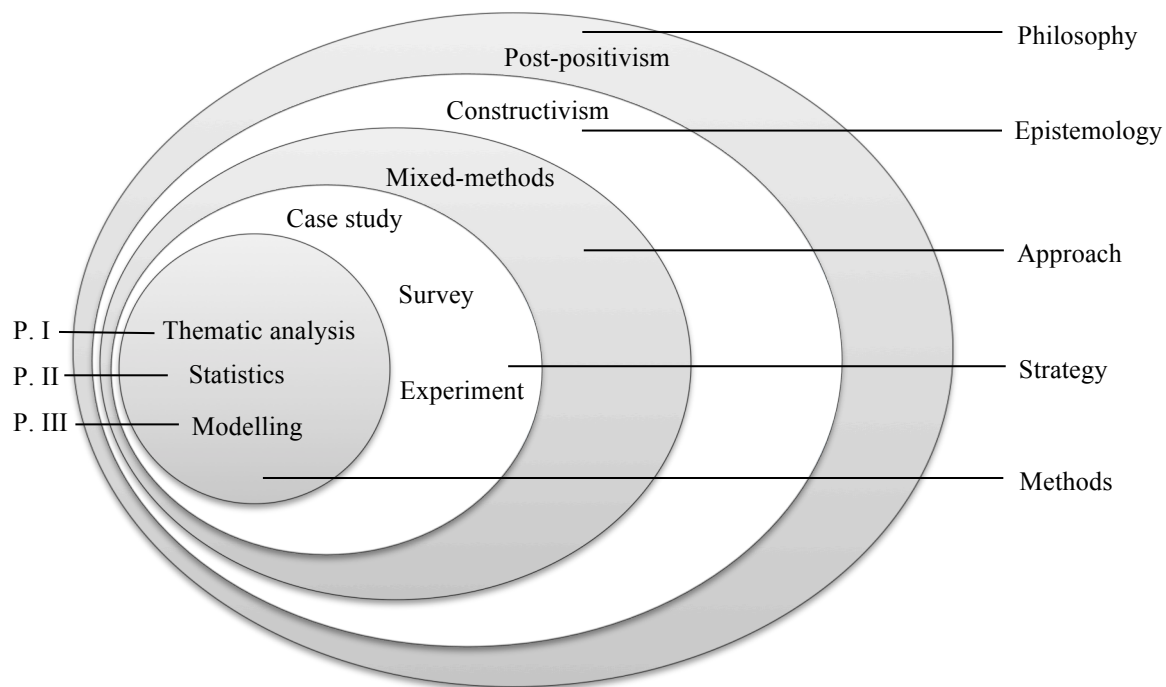 Philosophy
Post-positivism
Constructivism
Epistemology
Mixed-methods
Case study
Approach
Survey
P. I
Thematic analysis
P. II
Statistics
Experiment
Strategy
P. III
Modelling
Methods